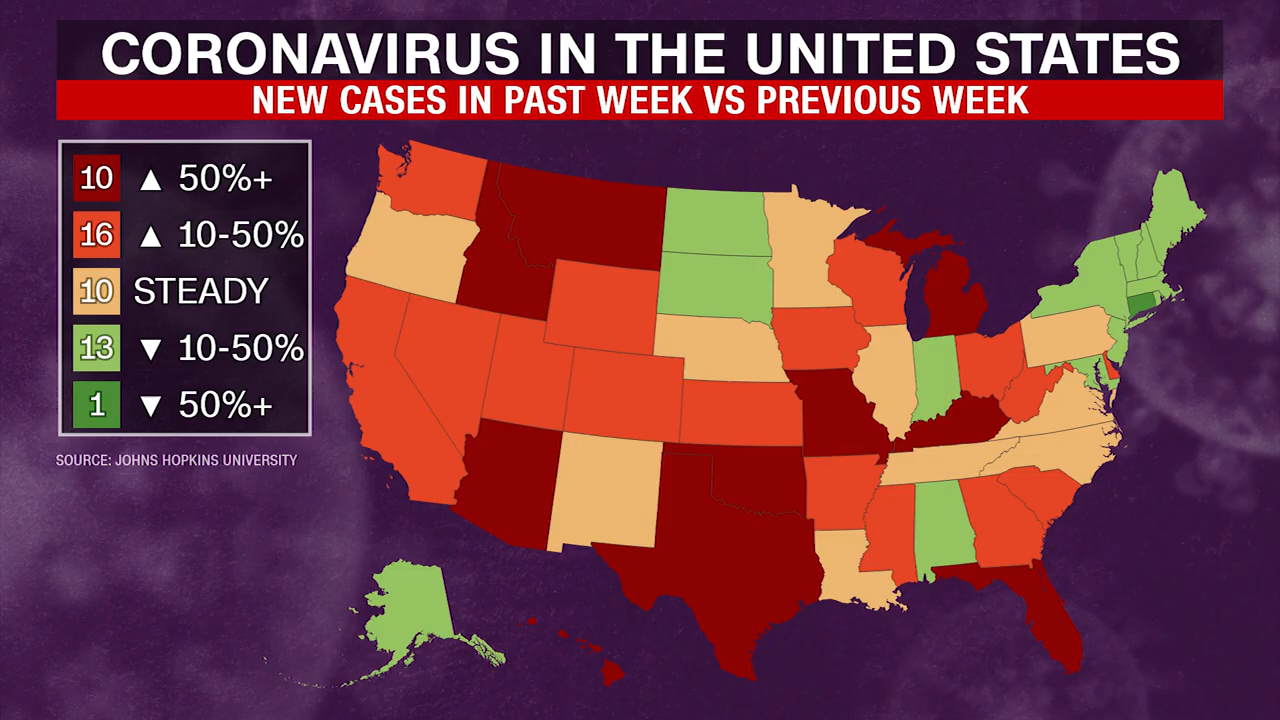 CORONAVIRUS IN THE UNITED STATES
NEW CASES IN PAST WEEK VS PREVIOUS WEEK
10 ▲ 50%+
16 ▲ 10-50%
10 STEADY
13 ▼ 10-50%
1 ▼ 50%+
SOURCE: JOHNS HOPKINS UNIVERSITY